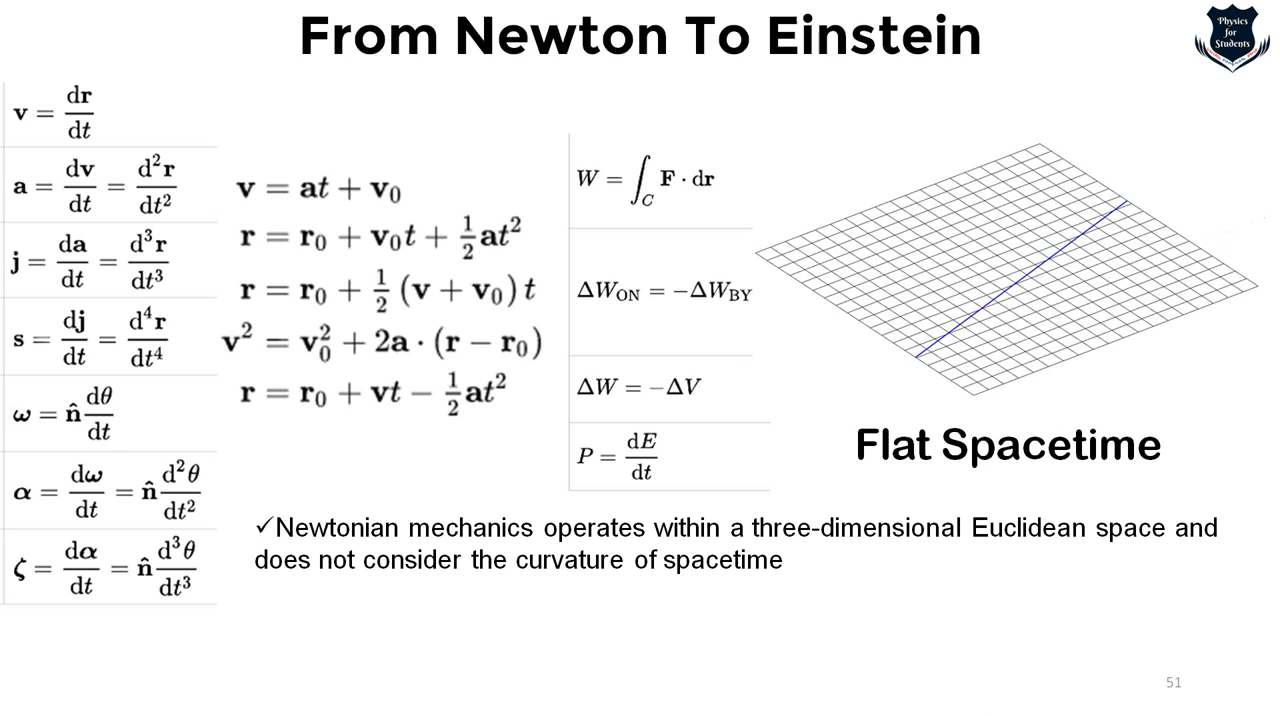 From Newton To Einstein
Physics
for
Students
v = dr/dt
a = dv/dt = d²r/dt²
j = da/dt = d³r/dt³
s = dj/dt = d⁴r/dt⁴
ω = n̂ dθ/dt
α = dω/dt = n̂ d²θ/dt²
ζ = dα/dt = n̂ d³θ/dt³
v = at + v₀
r = r₀ + v₀t + ½at²
r = r₀ + ½ (v + v₀) t
v² = v₀² + 2a · (r − r₀)
r = r₀ + vt − ½at²
W = ∫_C F · dr
ΔW_ON = −ΔW_BY
ΔW = −ΔV
P = dE/dt
Flat Spacetime
✓Newtonian mechanics operates within a three-dimensional Euclidean space and
does not consider the curvature of spacetime
51